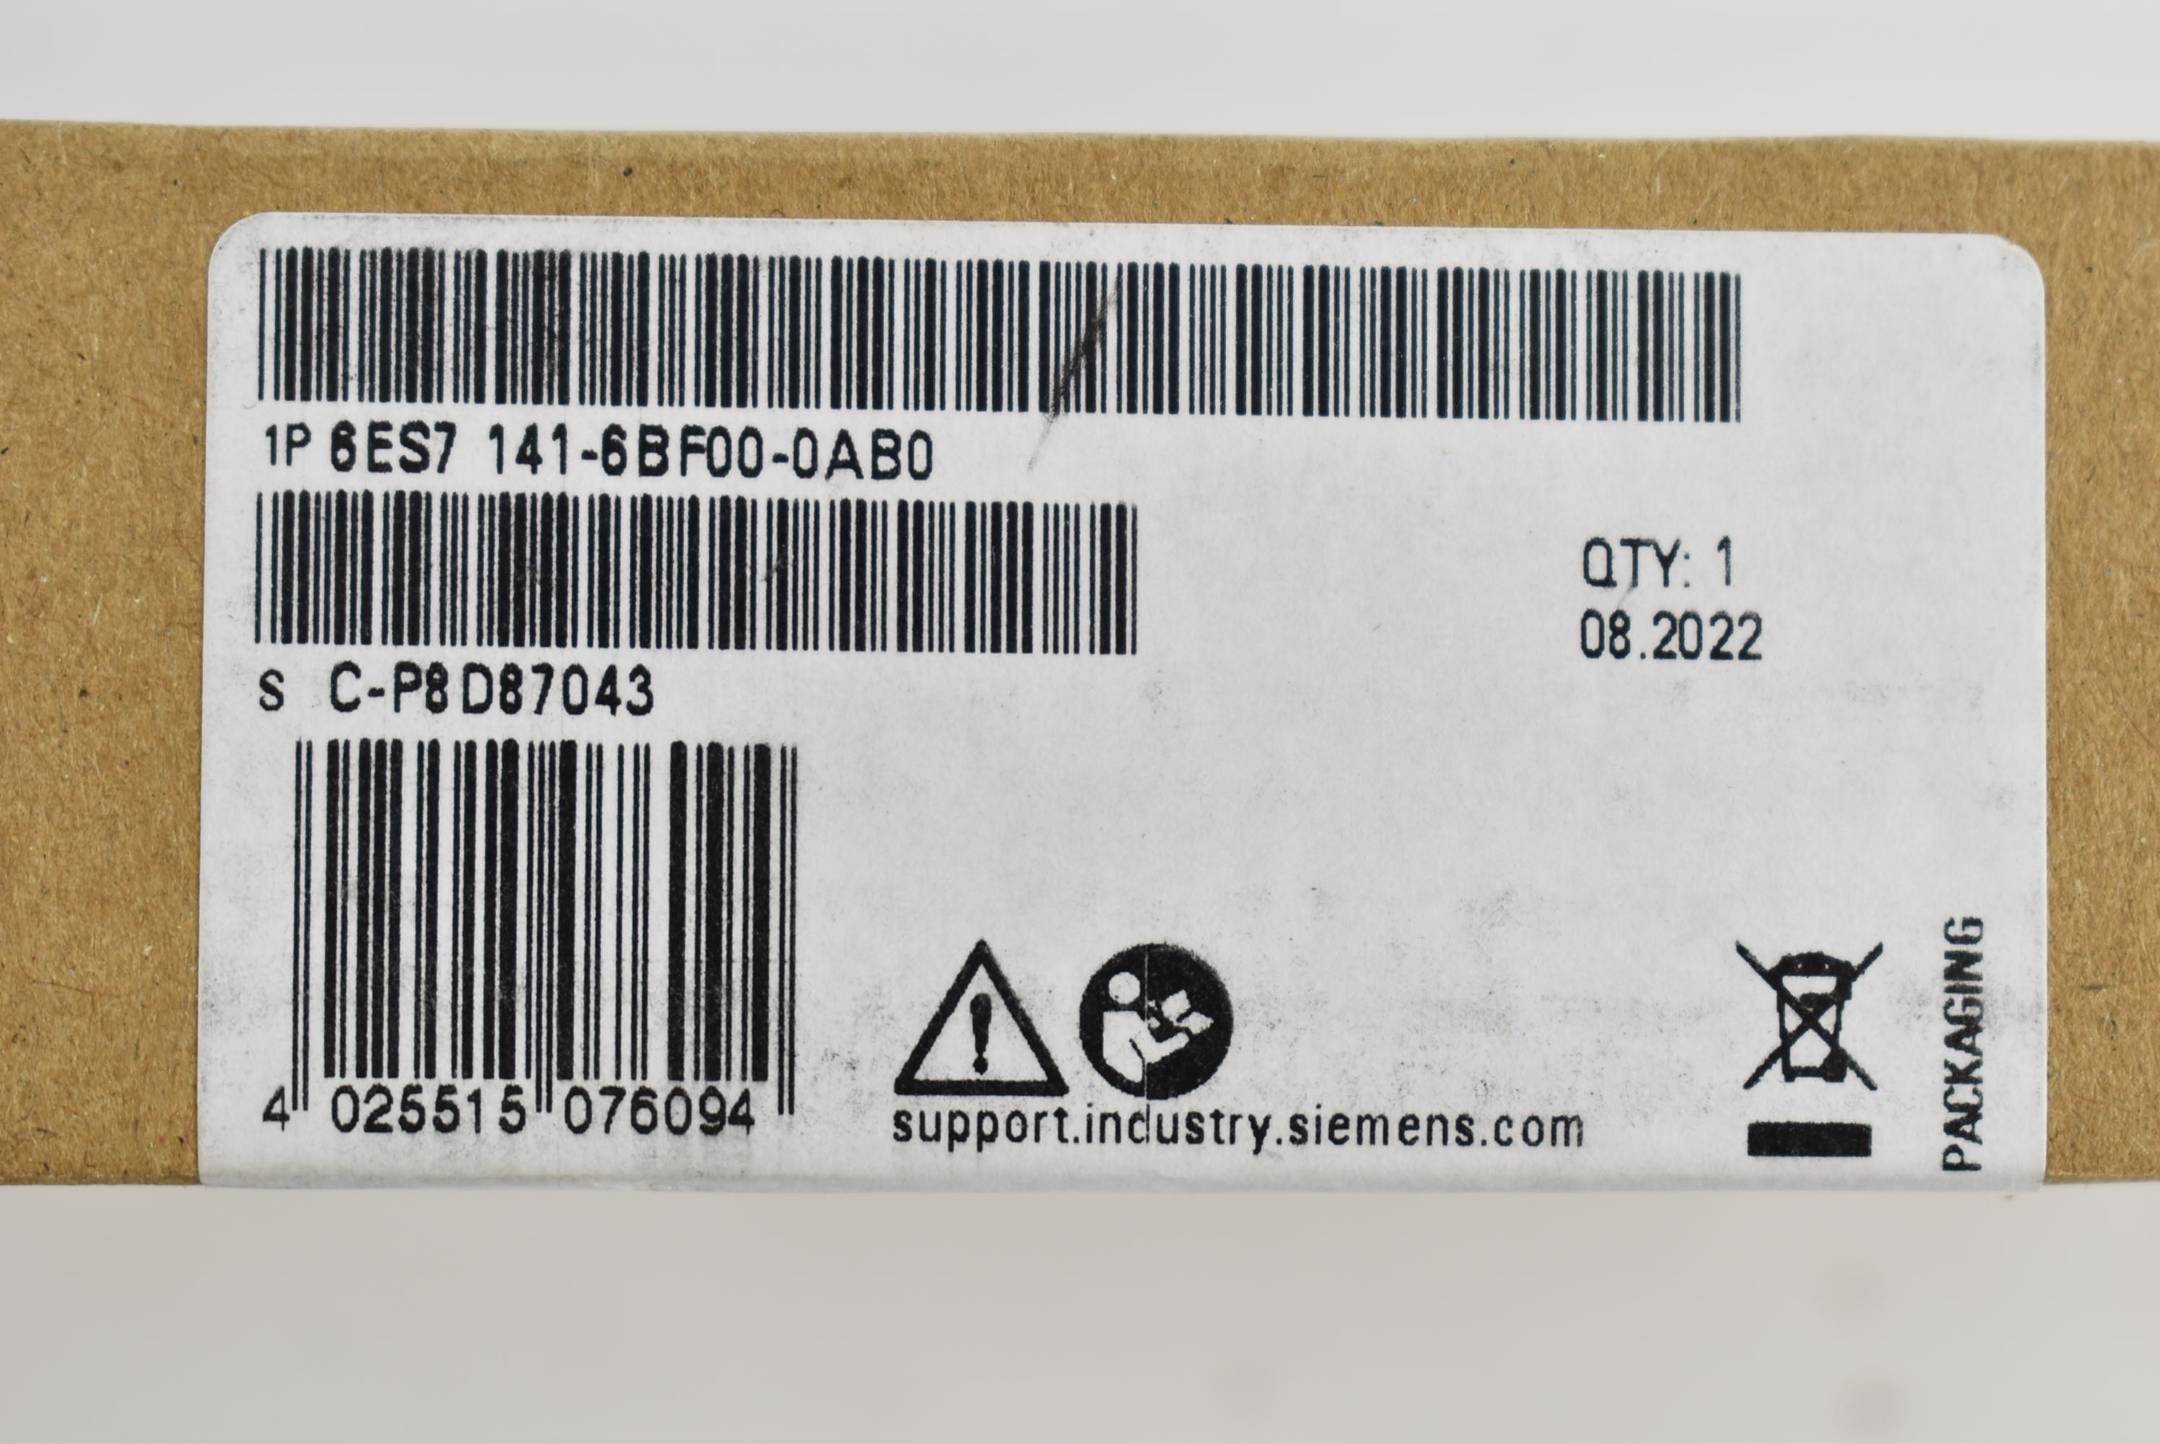 1P 6ES7 141-6BF00-0AB0
S C-P8D87043
QTY: 1
08.2022
4 025515 076094
support.industry.siemens.com
PACKAGING